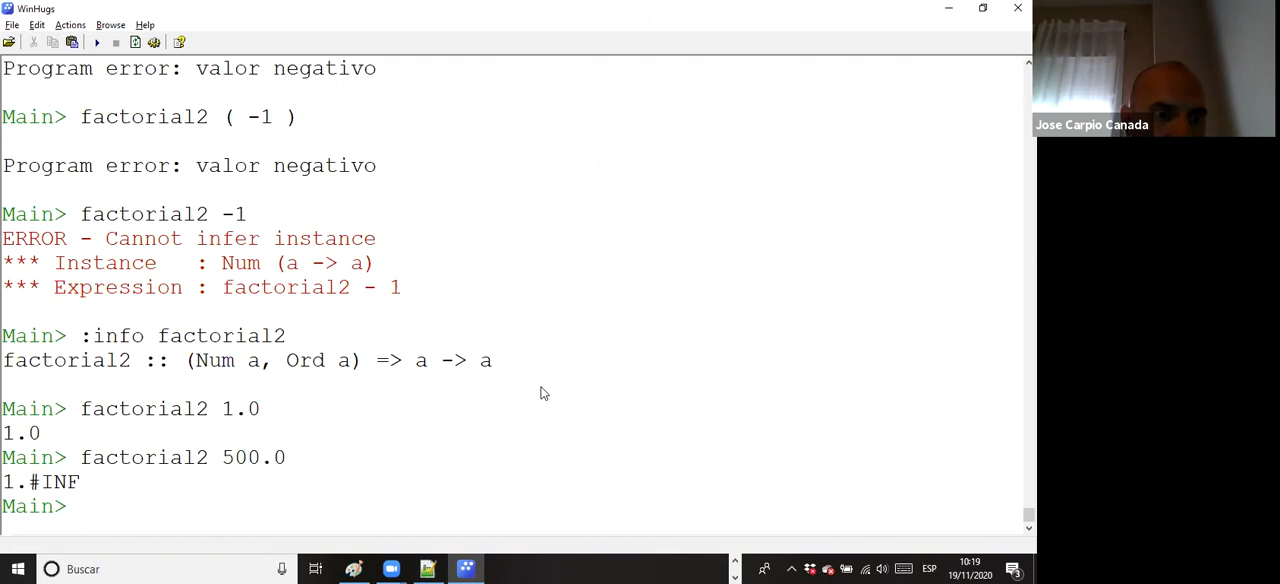 WinHugs
File Edit Actions Browse Help
Program error: valor negativo
Main> factorial2 ( -1 )
Program error: valor negativo
Main> factorial2 -1
ERROR - Cannot infer instance
*** Instance   : Num (a -> a)
*** Expression : factorial2 - 1
Main> :info factorial2
factorial2 :: (Num a, Ord a) => a -> a
Main> factorial2 1.0
1.0
Main> factorial2 500.0
1.#INF
Main>
Jose Carpio Canada
Buscar
ESP
10:19
19/11/2020
3